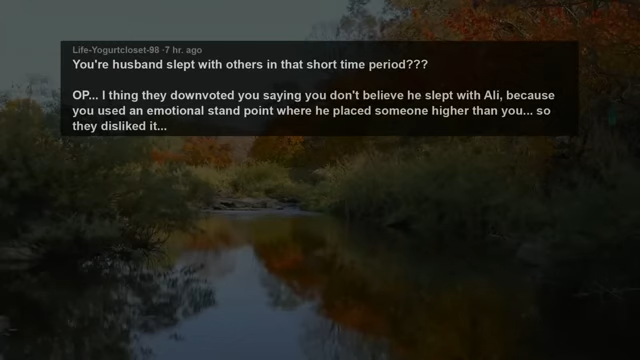 Life-Yogurtcloset-98 ·7 hr. ago
You're husband slept with others in that short time period???
OP... I thing they downvoted you saying you don't believe he slept with Ali, because
you used an emotional stand point where he placed someone higher than you... so
they disliked it...